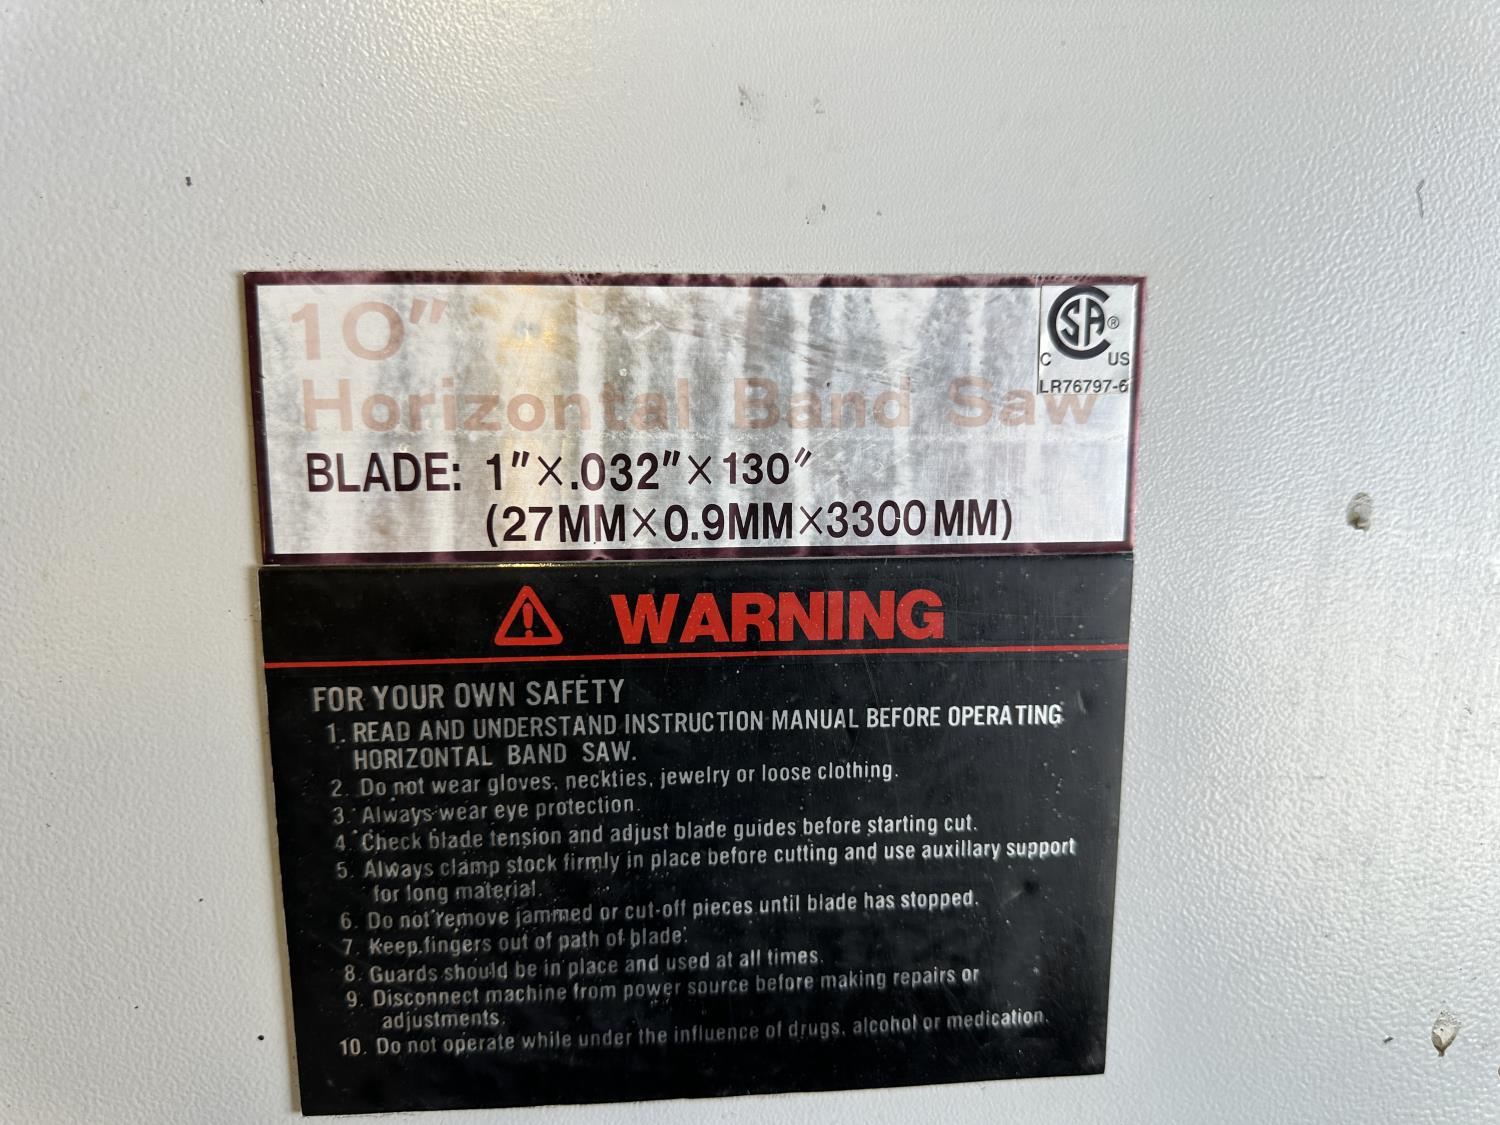 10"
Horizontal Band Saw
CSA®
C US
LR76797-6
BLADE: 1"×.032"×130"
(27MM×0.9MM×3300MM)
WARNING
FOR YOUR OWN SAFETY
1. READ AND UNDERSTAND INSTRUCTION MANUAL BEFORE OPERATING
HORIZONTAL BAND SAW.
2. Do not wear gloves, neckties, jewelry or loose clothing.
3. Always wear eye protection.
4. Check blade tension and adjust blade guides before starting cut.
5. Always clamp stock firmly in place before cutting and use auxillary support
for long material.
6. Do not remove jammed or cut-off pieces until blade has stopped.
7. Keep fingers out of path of blade.
8. Guards should be in place and used at all times.
9. Disconnect machine from power source before making repairs or
adjustments.
10. Do not operate while under the influence of drugs, alcohol or medication.